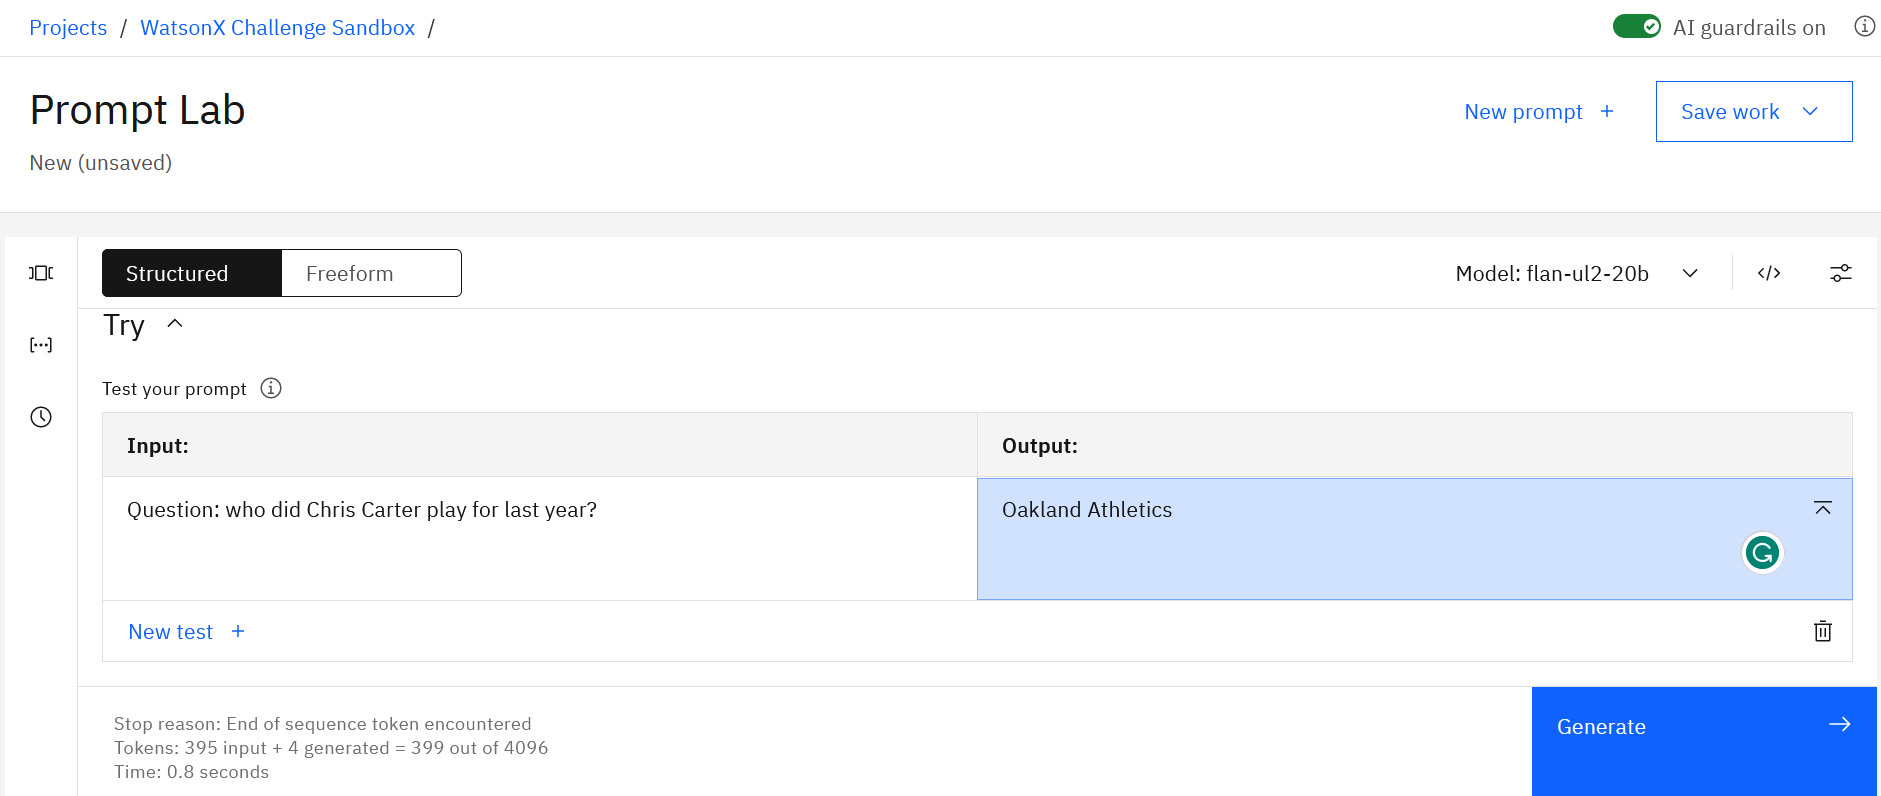 Projects / WatsonX Challenge Sandbox /
AI guardrails on
Prompt Lab
New prompt +
Save work
New (unsaved)
Structured
Freeform
Model: flan-ul2-20b
Try
Test your prompt
Input:
Output:
Question: who did Chris Carter play for last year?
Oakland Athletics
New test +
Stop reason: End of sequence token encountered
Tokens: 395 input + 4 generated = 399 out of 4096
Time: 0.8 seconds
Generate